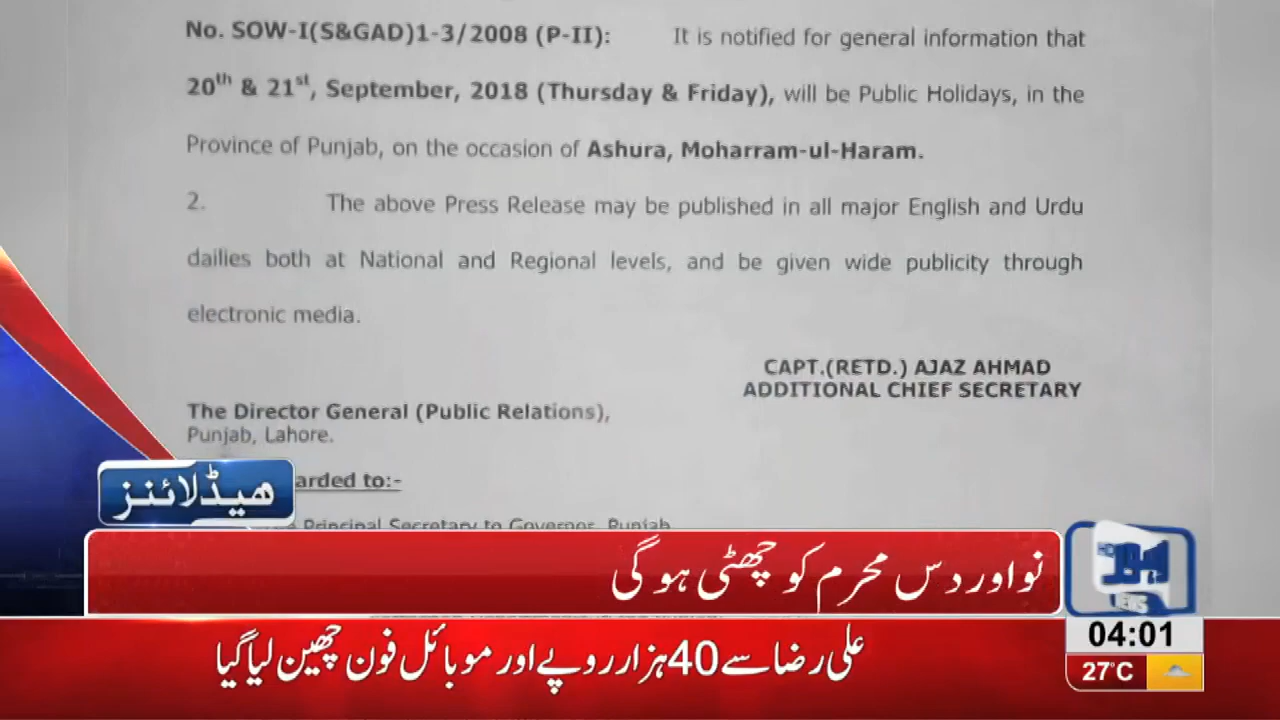 No. SOW-I(S&GAD)1-3/2008 (P-II): It is notified for general information that
20th & 21st, September, 2018 (Thursday & Friday), will be Public Holidays, in the
Province of Punjab, on the occasion of Ashura, Moharram-ul-Haram.
2. The above Press Release may be published in all major English and Urdu
dailies both at National and Regional levels, and be given wide publicity through
electronic media.
CAPT.(RETD.) AJAZ AHMAD
ADDITIONAL CHIEF SECRETARY
The Director General (Public Relations),
Punjab, Lahore.
arded to:-
Principal Secretary to Governor, Punjab
ہیڈلائنز
نو اور دس محرم کو چھٹی ہوگی
علی رضا سے 40 ہزار روپے اور موبائل فون چھین لیا گیا
NEWS
04:01
27°C